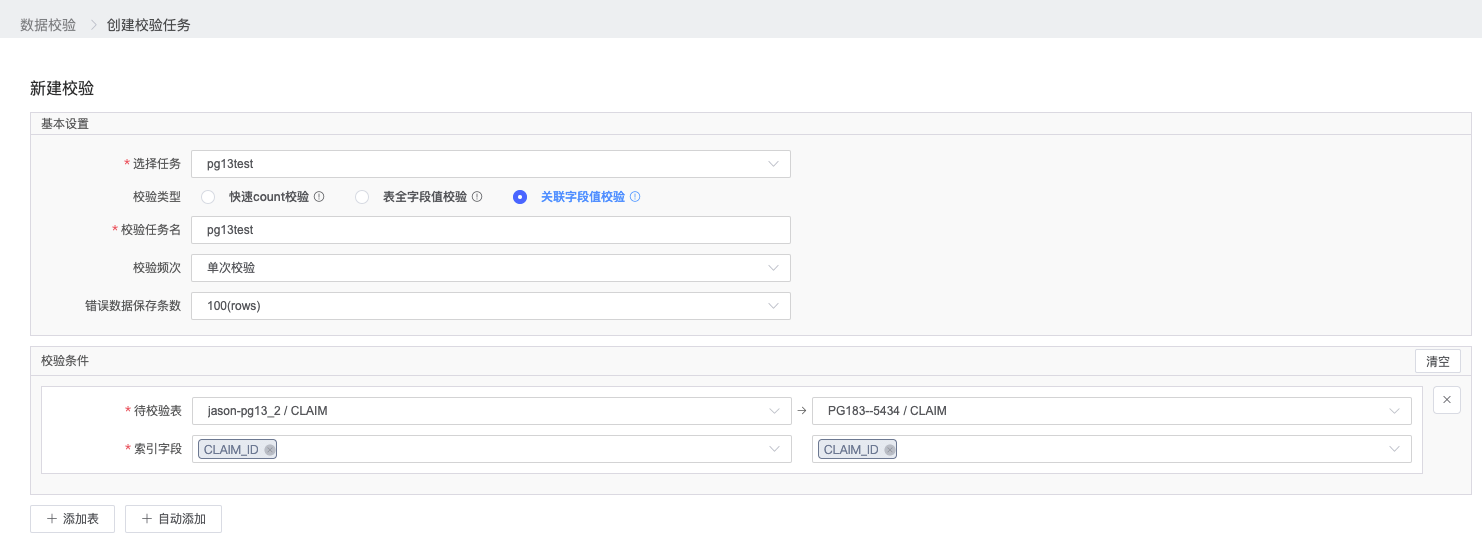 数据校验 > 创建校验任务
新建校验
基本设置
* 选择任务 pg13test
校验类型 快速count校验 表全字段值校验 关联字段值校验
* 校验任务名 pg13test
校验频次 单次校验
错误数据保存条数 100(rows)
校验条件 清空
* 待校验表 jason-pg13_2 / CLAIM → PG183--5434 / CLAIM
* 索引字段 CLAIM_ID CLAIM_ID
+ 添加表 + 自动添加